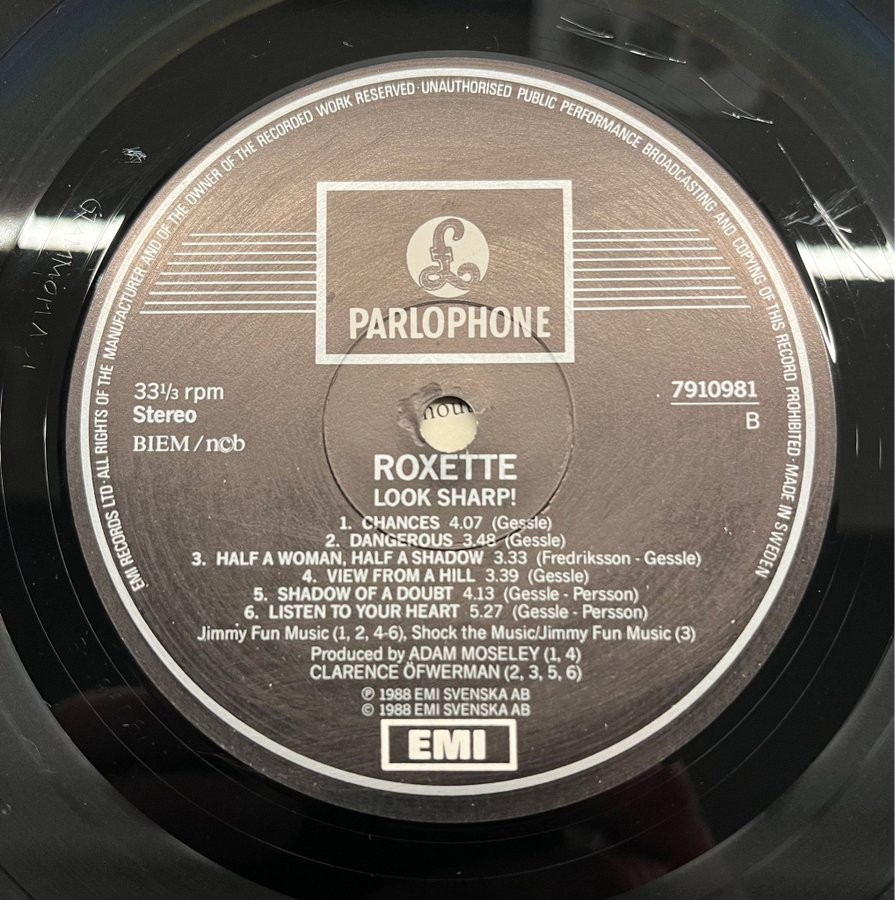 EMI RECORDS LTD · ALL RIGHTS OF THE MANUFACTURER AND OF THE OWNER OF THE RECORDED WORK RESERVED · UNAUTHORISED PUBLIC PERFORMANCE BROADCASTING AND COPYING OF THIS RECORD PROHIBITED · MADE IN SWEDEN
£
PARLOPHONE
33⅓ rpm
Stereo
BIEM/ncb
7910981
B
ROXETTE
LOOK SHARP!
1. CHANCES 4.07 (Gessle)
2. DANGEROUS 3.48 (Gessle)
3. HALF A WOMAN, HALF A SHADOW 3.33 (Fredriksson - Gessle)
4. VIEW FROM A HILL 3.39 (Gessle)
5. SHADOW OF A DOUBT 4.13 (Gessle - Persson)
6. LISTEN TO YOUR HEART 5.27 (Gessle - Persson)
Jimmy Fun Music (1, 2, 4-6), Shock the Music/Jimmy Fun Music (3)
Produced by ADAM MOSELEY (1, 4)
CLARENCE ÖFWERMAN (2, 3, 5, 6)
℗ 1988 EMI SVENSKA AB
© 1988 EMI SVENSKA AB
EMI